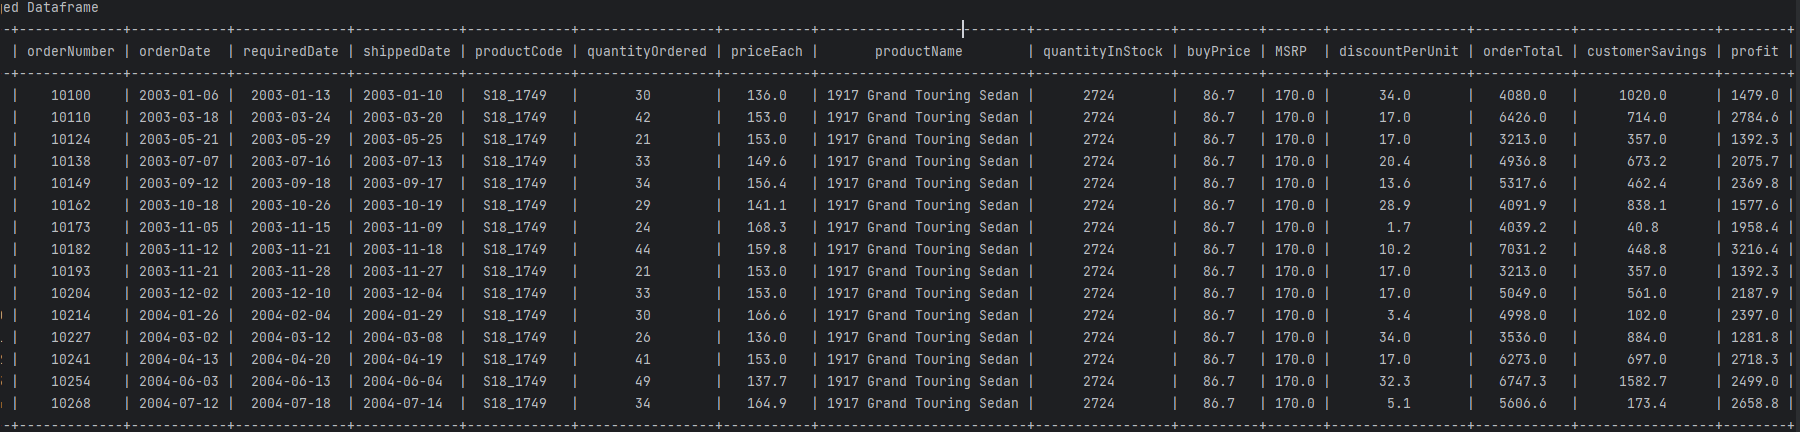 ged Dataframe
-+-------------+------------+--------------+-------------+-------------+-----------------+-----------+--------------------------+-----------------+----------+-------+-----------------+------------+-----------------+--------+
| orderNumber | orderDate | requiredDate | shippedDate | productCode | quantityOrdered | priceEach | productName | quantityInStock | buyPrice | MSRP | discountPerUnit | orderTotal | customerSavings | profit |
-+-------------+------------+--------------+-------------+-------------+-----------------+-----------+--------------------------+-----------------+----------+-------+-----------------+------------+-----------------+--------+
| 10100 | 2003-01-06 | 2003-01-13 | 2003-01-10 | S18_1749 | 30 | 136.0 | 1917 Grand Touring Sedan | 2724 | 86.7 | 170.0 | 34.0 | 4080.0 | 1020.0 | 1479.0 |
| 10110 | 2003-03-18 | 2003-03-24 | 2003-03-20 | S18_1749 | 42 | 153.0 | 1917 Grand Touring Sedan | 2724 | 86.7 | 170.0 | 17.0 | 6426.0 | 714.0 | 2784.6 |
| 10124 | 2003-05-21 | 2003-05-29 | 2003-05-25 | S18_1749 | 21 | 153.0 | 1917 Grand Touring Sedan | 2724 | 86.7 | 170.0 | 17.0 | 3213.0 | 357.0 | 1392.3 |
| 10138 | 2003-07-07 | 2003-07-16 | 2003-07-13 | S18_1749 | 33 | 149.6 | 1917 Grand Touring Sedan | 2724 | 86.7 | 170.0 | 20.4 | 4936.8 | 673.2 | 2075.7 |
| 10149 | 2003-09-12 | 2003-09-18 | 2003-09-17 | S18_1749 | 34 | 156.4 | 1917 Grand Touring Sedan | 2724 | 86.7 | 170.0 | 13.6 | 5317.6 | 462.4 | 2369.8 |
| 10162 | 2003-10-18 | 2003-10-26 | 2003-10-19 | S18_1749 | 29 | 141.1 | 1917 Grand Touring Sedan | 2724 | 86.7 | 170.0 | 28.9 | 4091.9 | 838.1 | 1577.6 |
| 10173 | 2003-11-05 | 2003-11-15 | 2003-11-09 | S18_1749 | 24 | 168.3 | 1917 Grand Touring Sedan | 2724 | 86.7 | 170.0 | 1.7 | 4039.2 | 40.8 | 1958.4 |
| 10182 | 2003-11-12 | 2003-11-21 | 2003-11-18 | S18_1749 | 44 | 159.8 | 1917 Grand Touring Sedan | 2724 | 86.7 | 170.0 | 10.2 | 7031.2 | 448.8 | 3216.4 |
| 10193 | 2003-11-21 | 2003-11-28 | 2003-11-27 | S18_1749 | 21 | 153.0 | 1917 Grand Touring Sedan | 2724 | 86.7 | 170.0 | 17.0 | 3213.0 | 357.0 | 1392.3 |
| 10204 | 2003-12-02 | 2003-12-10 | 2003-12-04 | S18_1749 | 33 | 153.0 | 1917 Grand Touring Sedan | 2724 | 86.7 | 170.0 | 17.0 | 5049.0 | 561.0 | 2187.9 |
| 10214 | 2004-01-26 | 2004-02-04 | 2004-01-29 | S18_1749 | 30 | 166.6 | 1917 Grand Touring Sedan | 2724 | 86.7 | 170.0 | 3.4 | 4998.0 | 102.0 | 2397.0 |
| 10227 | 2004-03-02 | 2004-03-12 | 2004-03-08 | S18_1749 | 26 | 136.0 | 1917 Grand Touring Sedan | 2724 | 86.7 | 170.0 | 34.0 | 3536.0 | 884.0 | 1281.8 |
| 10241 | 2004-04-13 | 2004-04-20 | 2004-04-19 | S18_1749 | 41 | 153.0 | 1917 Grand Touring Sedan | 2724 | 86.7 | 170.0 | 17.0 | 6273.0 | 697.0 | 2718.3 |
| 10254 | 2004-06-03 | 2004-06-13 | 2004-06-04 | S18_1749 | 49 | 137.7 | 1917 Grand Touring Sedan | 2724 | 86.7 | 170.0 | 32.3 | 6747.3 | 1582.7 | 2499.0 |
| 10268 | 2004-07-12 | 2004-07-18 | 2004-07-14 | S18_1749 | 34 | 164.9 | 1917 Grand Touring Sedan | 2724 | 86.7 | 170.0 | 5.1 | 5606.6 | 173.4 | 2658.8 |
-+-------------+------------+--------------+-------------+-------------+-----------------+-----------+--------------------------+-----------------+----------+-------+-----------------+------------+-----------------+--------+